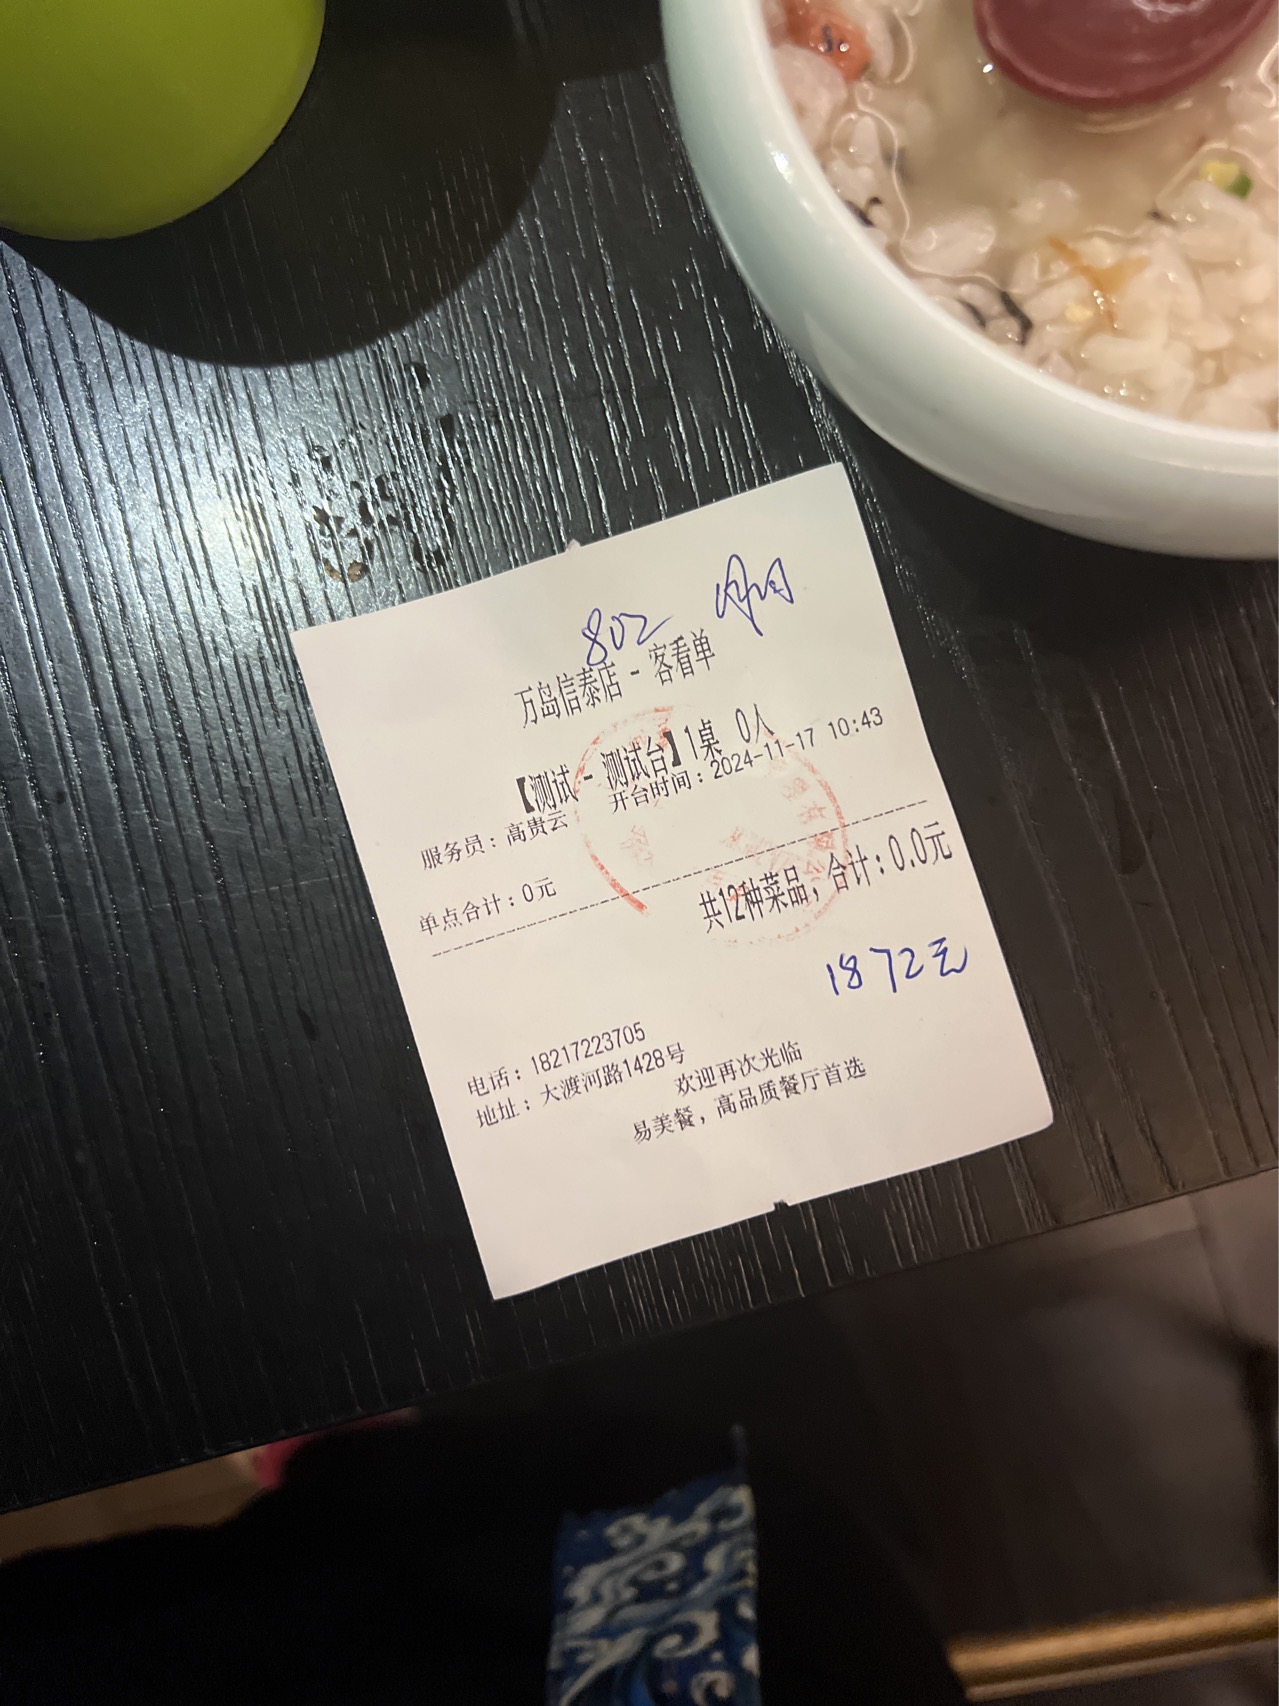 802
万岛信泰店 - 客看单
【测试 - 测试台】1桌 0人
服务员：高贵云 开台时间：2024-11-17 10:43
单点合计：0元
共12种菜品，合计：0.0元
1872元
电话：18217223705
地址：大渡河路1428号
欢迎再次光临
易美餐，高品质餐厅首选